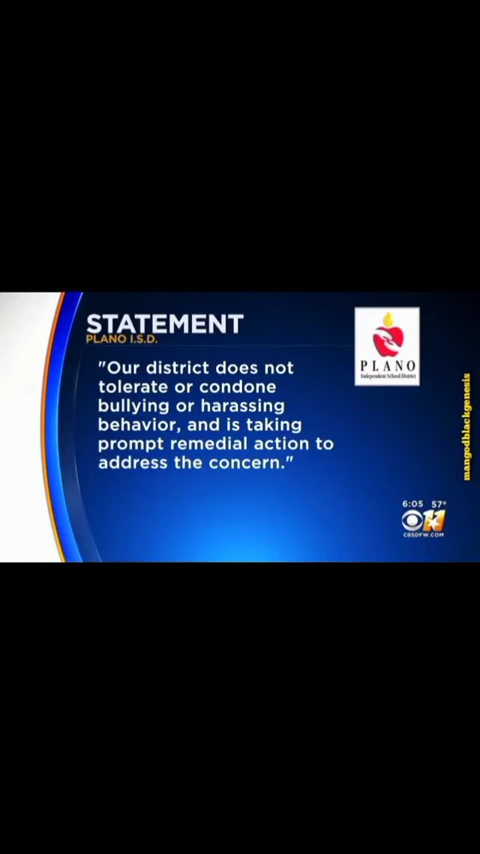 STATEMENT
PLANO I.S.D.
"Our district does not
tolerate or condone
bullying or harassing
behavior, and is taking
prompt remedial action to
address the concern."
PLANO
Independent School District
mangodblackgenesis
6:05 57°
11
CBSDFW.COM